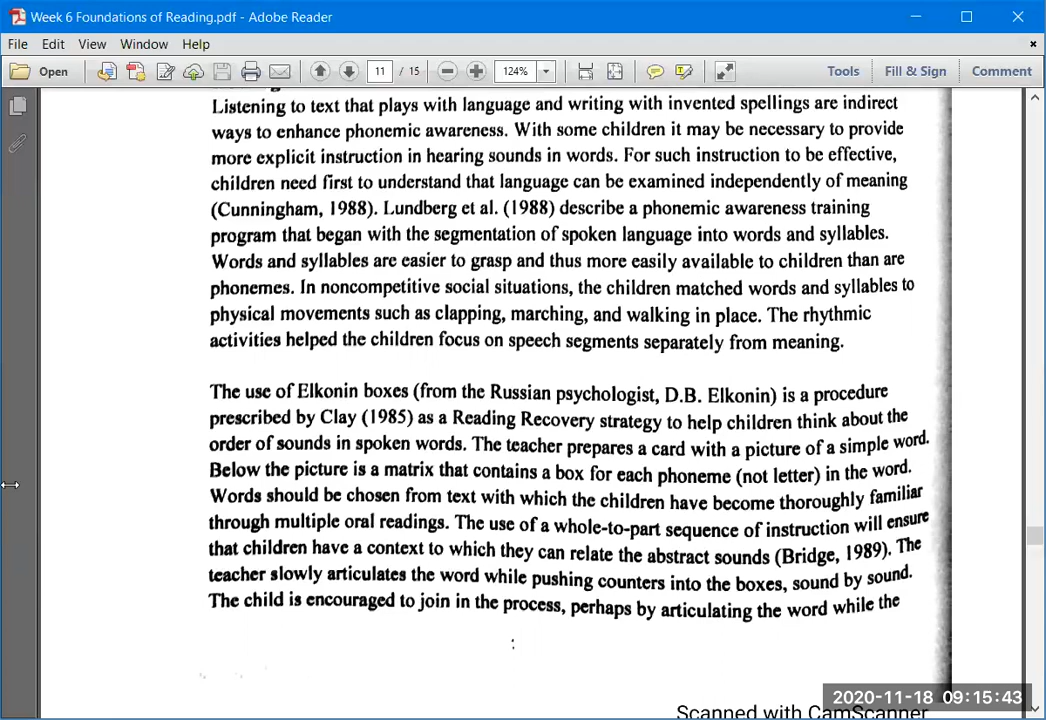 Week 6 Foundations of Reading.pdf - Adobe Reader
File Edit View Window Help
Open 11 / 15 124% Tools Fill & Sign Comment
Listening to text that plays with language and writing with invented spellings are indirect
ways to enhance phonemic awareness. With some children it may be necessary to provide
more explicit instruction in hearing sounds in words. For such instruction to be effective,
children need first to understand that language can be examined independently of meaning
(Cunningham, 1988). Lundberg et al. (1988) describe a phonemic awareness training
program that began with the segmentation of spoken language into words and syllables.
Words and syllables are easier to grasp and thus more easily available to children than are
phonemes. In noncompetitive social situations, the children matched words and syllables to
physical movements such as clapping, marching, and walking in place. The rhythmic
activities helped the children focus on speech segments separately from meaning.
The use of Elkonin boxes (from the Russian psychologist, D.B. Elkonin) is a procedure
prescribed by Clay (1985) as a Reading Recovery strategy to help children think about the
order of sounds in spoken words. The teacher prepares a card with a picture of a simple word.
Below the picture is a matrix that contains a box for each phoneme (not letter) in the word.
Words should be chosen from text with which the children have become thoroughly familiar
through multiple oral readings. The use of a whole-to-part sequence of instruction will ensure
that children have a context to which they can relate the abstract sounds (Bridge, 1989). The
teacher slowly articulates the word while pushing counters into the boxes, sound by sound.
The child is encouraged to join in the process, perhaps by articulating the word while the
2020-11-18 09:15:43
Scanned with CamScanner